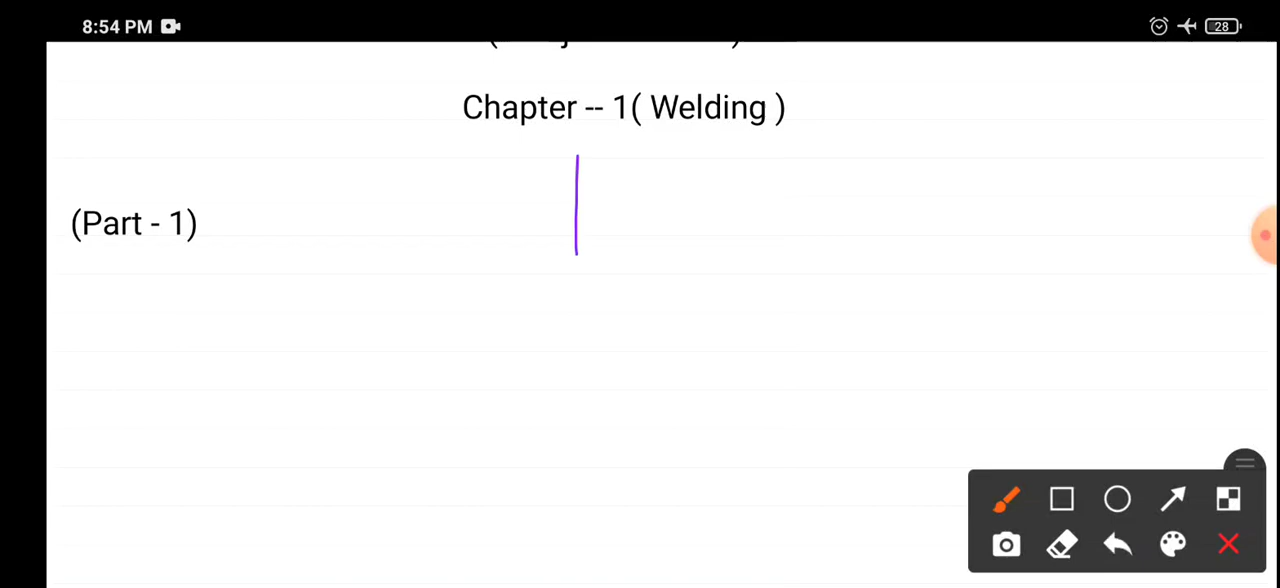 8:54 PM
28
Chapter -- 1( Welding )
(Part - 1)